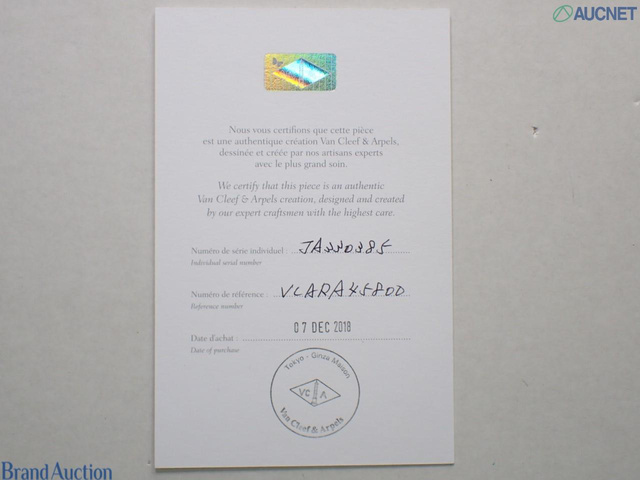 AUCNET
Nous vous certifions que cette pièce
est une authentique création Van Cleef & Arpels,
dessinée et créée par nos artisans experts
avec le plus grand soin.
We certify that this piece is an authentic
Van Cleef & Arpels creation, designed and created
by our expert craftsmen with the highest care.
Numéro de série individuel :
Individual serial number
Numéro de référence : VCARA45800
Reference number
07 DEC 2018
Date d'achat :
Date of purchase
Tokyo - Ginza Maison
VC A
Van Cleef & Arpels
Brand Auction